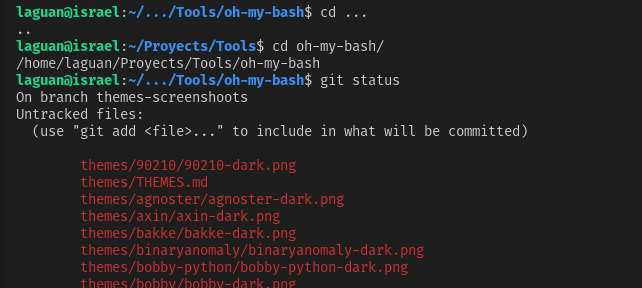 laguan@israel:~/.../Tools/oh-my-bash$ cd ...
..
laguan@israel:~/Proyects/Tools$ cd oh-my-bash/
/home/laguan/Proyects/Tools/oh-my-bash
laguan@israel:~/.../Tools/oh-my-bash$ git status
On branch themes-screenshoots
Untracked files:
  (use "git add <file>..." to include in what will be committed)
        themes/90210/90210-dark.png
        themes/THEMES.md
        themes/agnoster/agnoster-dark.png
        themes/axin/axin-dark.png
        themes/bakke/bakke-dark.png
        themes/binaryanomaly/binaryanomaly-dark.png
        themes/bobby-python/bobby-python-dark.png
        themes/bobby/bobby-dark.png